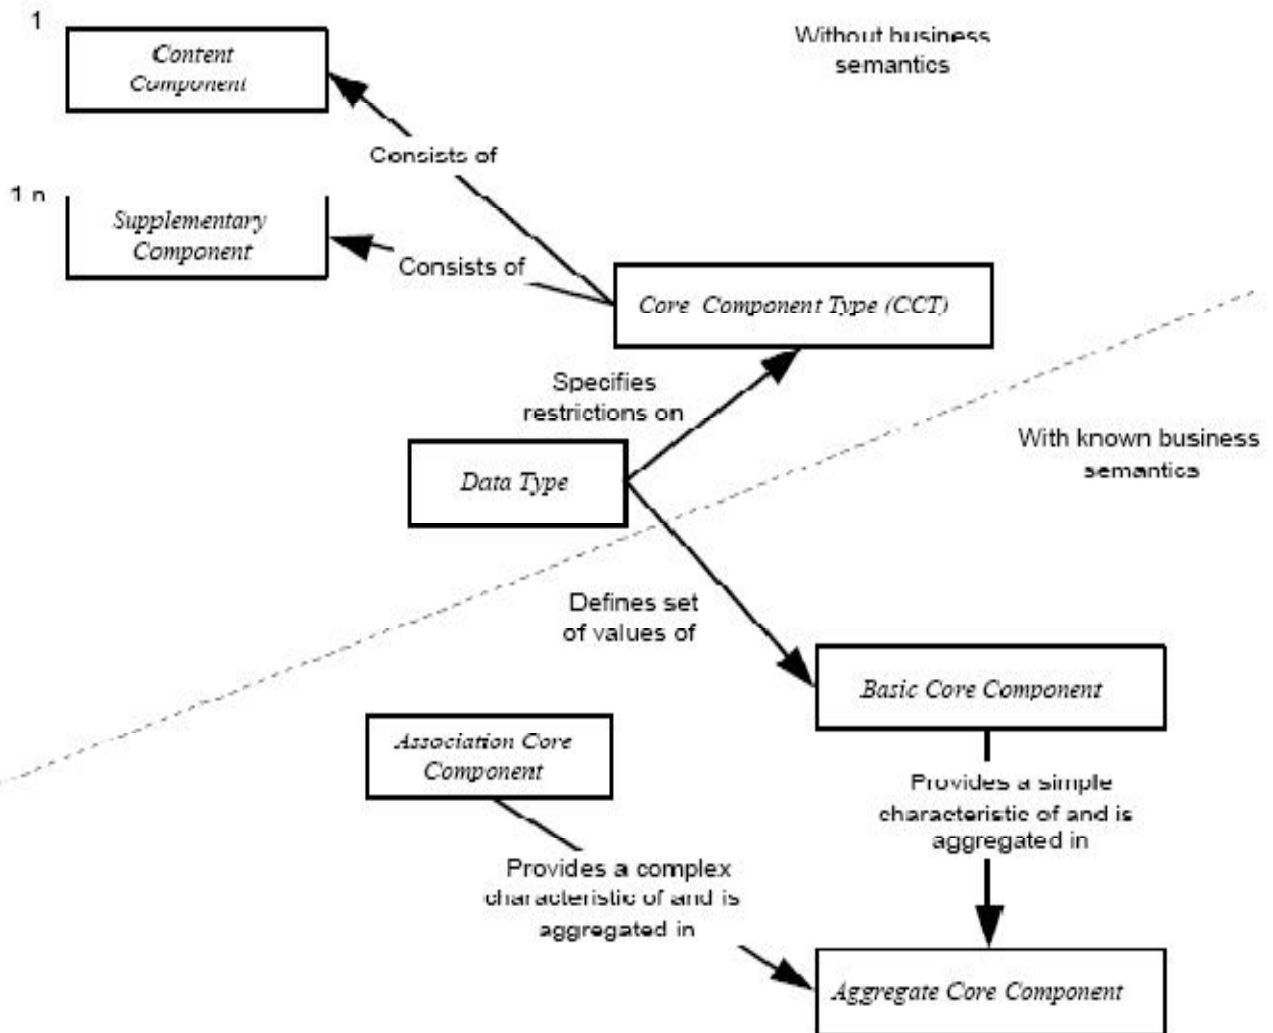 1
Content
Component
Without business
semantics
Consists of
1 n
Supplementary
Component
Consists of
Core Component Type (CCT)
Specifies
restrictions on
With known business
semantics
Data Type
Defines set
of values of
Basic Core Component
Association Core
Component
Provides a simple
characteristic of and is
aggregated in
Provides a complex
characteristic of and is
aggregated in
Aggregate Core Component